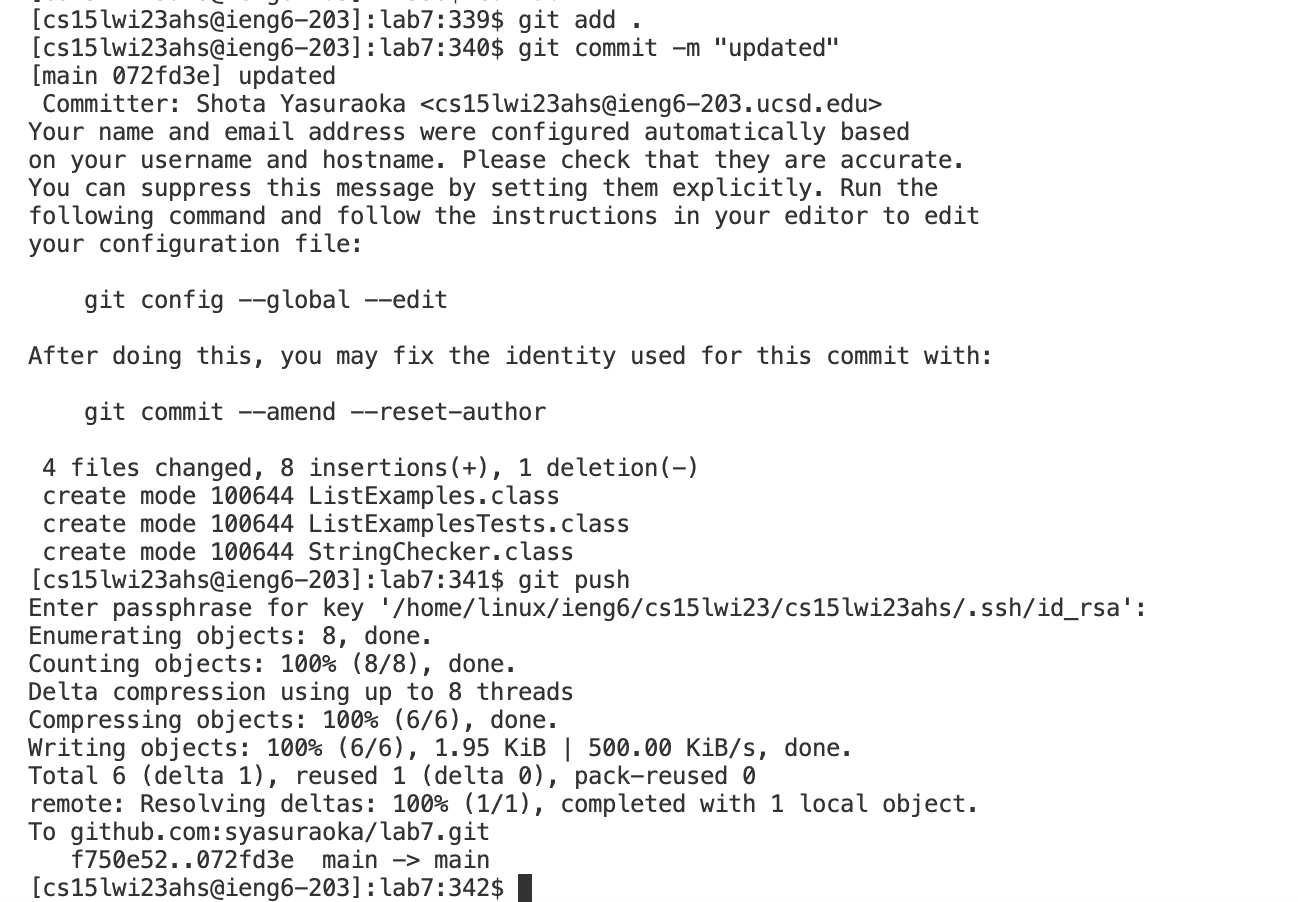 [cs15lwi23ahs@ieng6-203]:lab7:339$ git add .
[cs15lwi23ahs@ieng6-203]:lab7:340$ git commit -m "updated"
[main 072fd3e] updated
 Committer: Shota Yasuraoka <cs15lwi23ahs@ieng6-203.ucsd.edu>
Your name and email address were configured automatically based
on your username and hostname. Please check that they are accurate.
You can suppress this message by setting them explicitly. Run the
following command and follow the instructions in your editor to edit
your configuration file:

    git config --global --edit

After doing this, you may fix the identity used for this commit with:

    git commit --amend --reset-author

 4 files changed, 8 insertions(+), 1 deletion(-)
 create mode 100644 ListExamples.class
 create mode 100644 ListExamplesTests.class
 create mode 100644 StringChecker.class
[cs15lwi23ahs@ieng6-203]:lab7:341$ git push
Enter passphrase for key '/home/linux/ieng6/cs15lwi23/cs15lwi23ahs/.ssh/id_rsa':
Enumerating objects: 8, done.
Counting objects: 100% (8/8), done.
Delta compression using up to 8 threads
Compressing objects: 100% (6/6), done.
Writing objects: 100% (6/6), 1.95 KiB | 500.00 KiB/s, done.
Total 6 (delta 1), reused 1 (delta 0), pack-reused 0
remote: Resolving deltas: 100% (1/1), completed with 1 local object.
To github.com:syasuraoka/lab7.git
   f750e52..072fd3e  main -> main
[cs15lwi23ahs@ieng6-203]:lab7:342$